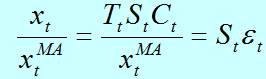 x_t / x_t^{MA} = T_t S_t C_t / x_t^{MA} = S_t ε_t